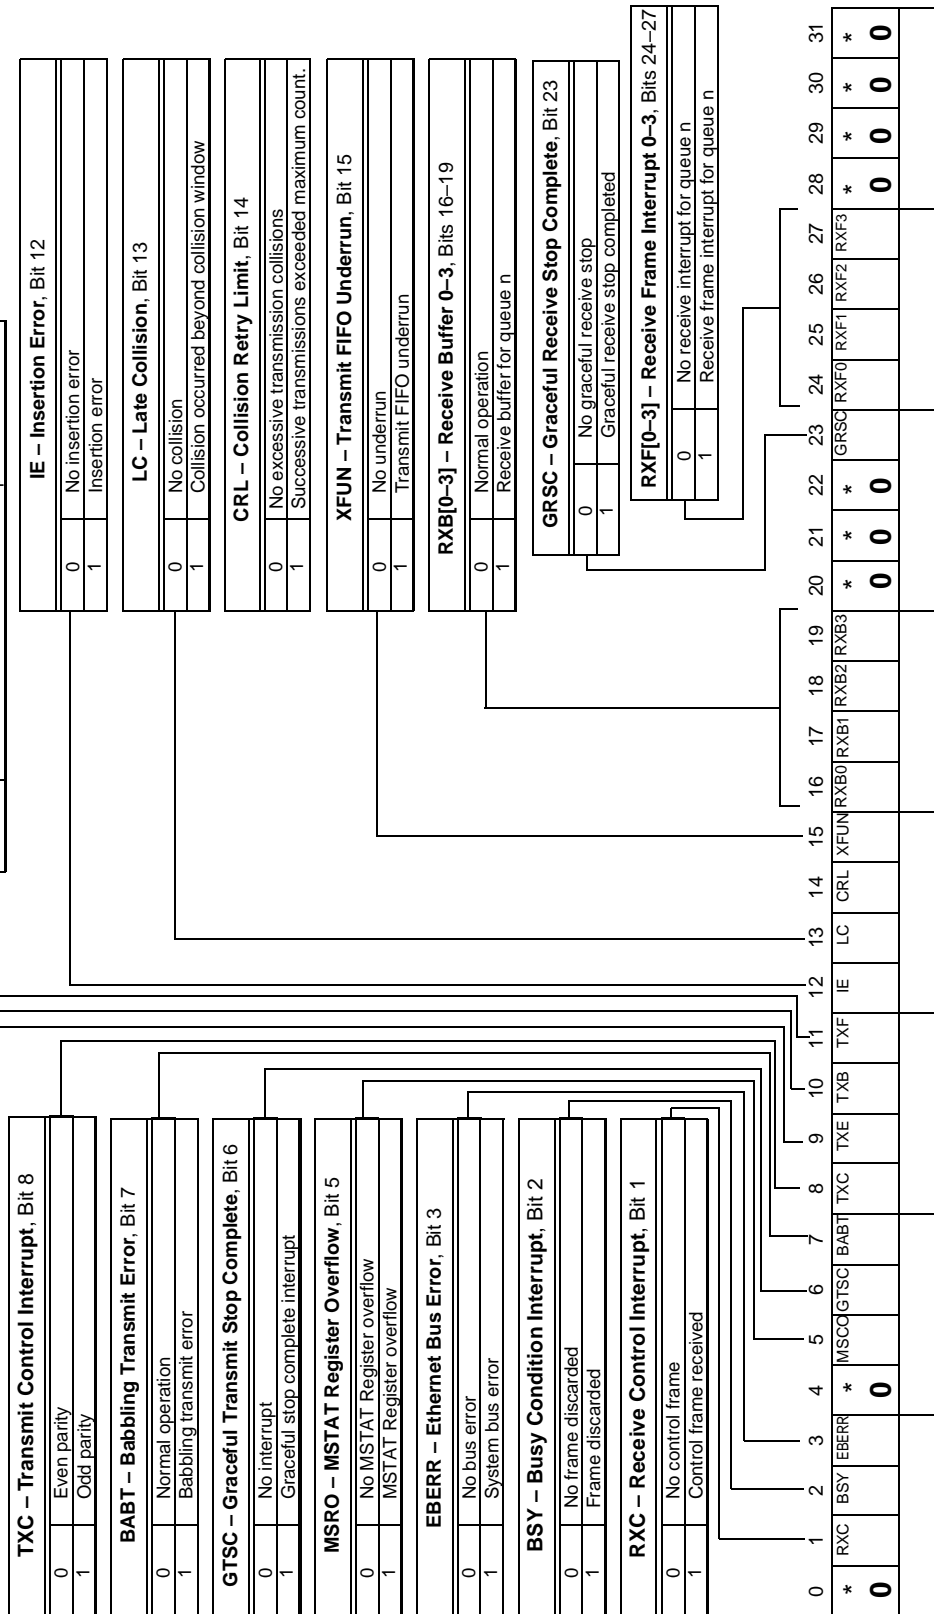 TXC – Transmit Control Interrupt, Bit 8
0 Even parity
1 Odd parity
BABT – Babbling Transmit Error, Bit 7
0 Normal operation
1 Babbling transmit error
GTSC – Graceful Transmit Stop Complete, Bit 6
0 No interrupt
1 Graceful stop complete interrupt
MSRO – MSTAT Register Overflow, Bit 5
0 No MSTAT Register overflow
1 MSTAT Register overflow
EBERR – Ethernet Bus Error, Bit 3
0 No bus error
1 System bus error
BSY – Busy Condition Interrupt, Bit 2
0 No frame discarded
1 Frame discarded
RXC – Receive Control Interrupt, Bit 1
0 No control frame
1 Control frame received
IE – Insertion Error, Bit 12
0 No insertion error
1 Insertion error
LC – Late Collision, Bit 13
0 No collision
1 Collision occurred beyond collision window
CRL – Collision Retry Limit, Bit 14
0 No excessive transmission collisions
1 Successive transmissions exceeded maximum count.
XFUN – Transmit FIFO Underrun, Bit 15
0 No underrun
1 Transmit FIFO underrun
RXB[0–3] – Receive Buffer 0–3, Bits 16–19
0 Normal operation
1 Receive buffer for queue n
GRSC – Graceful Receive Stop Complete, Bit 23
0 No graceful receive stop
1 Graceful receive stop completed
RXF[0–3] – Receive Frame Interrupt 0–3, Bits 24–27
0 No receive interrupt for queue n
1 Receive frame interrupt for queue n
0 1 2 3 4 5 6 7 8 9 10 11 12 13 14 15 16 17 18 19 20 21 22 23 24 25 26 27 28 29 30 31
* RXC BSY EBERR * MSCO GTSC BABT TXC TXE TXB TXF IE LC CRL XFUN RXB0 RXB1 RXB2 RXB3 * * * GRSC RXF0 RXF1 RXF2 RXF3 * * * *
0 0 0 0 0 0 0 0 0